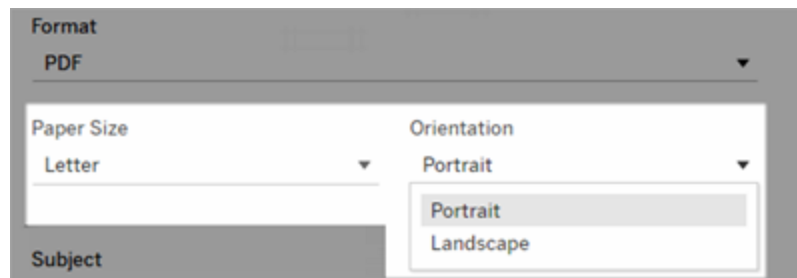 Format
PDF
Paper Size
Orientation
Letter
Portrait
Portrait
Landscape
Subject